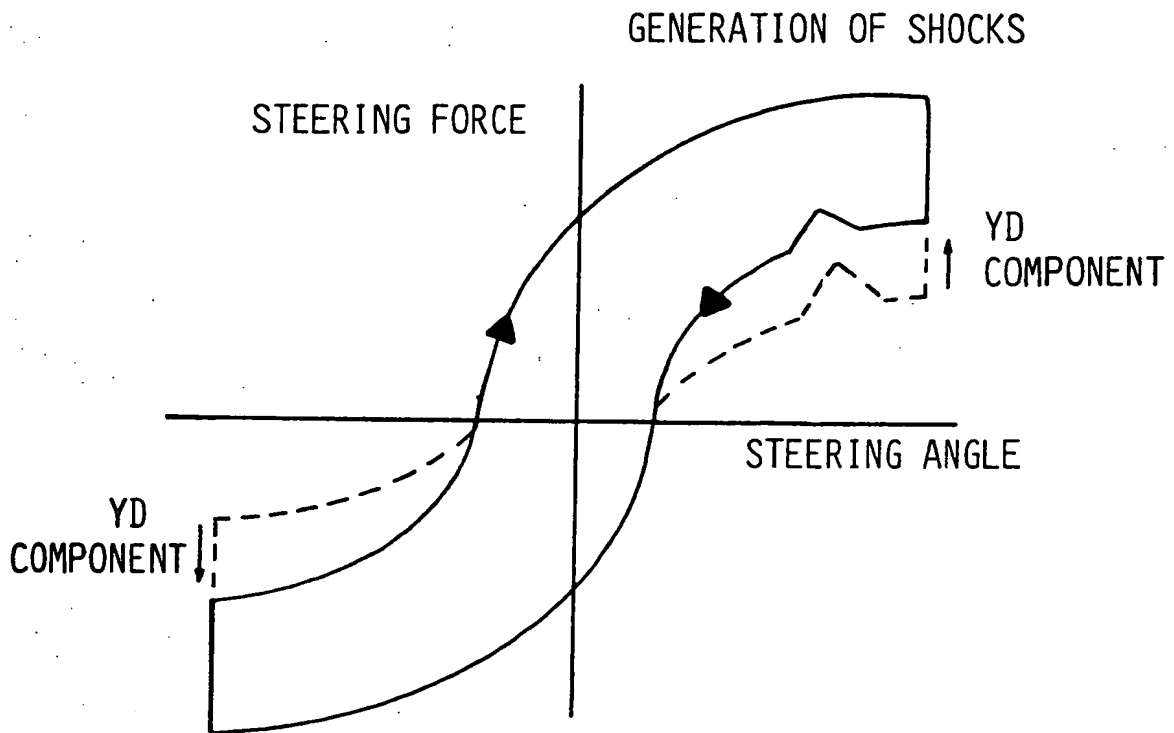 GENERATION OF SHOCKS
STEERING FORCE
YD
COMPONENT
STEERING ANGLE
YD
COMPONENT